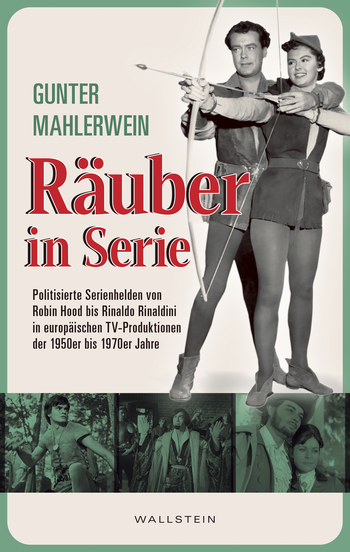 GUNTER
MAHLERWEIN
Räuber
in Serie
Politisierte Serienhelden von
Robin Hood bis Rinaldo Rinaldini
in europäischen TV-Produktionen
der 1950er bis 1970er Jahre
WALLSTEIN